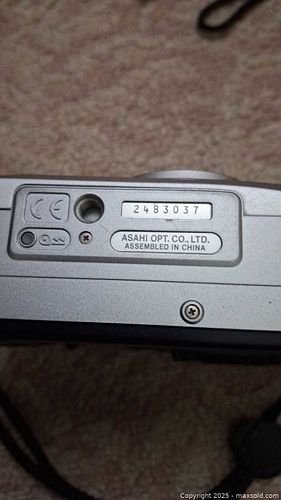 CE
2483037
ASAHI OPT. CO., LTD.
ASSEMBLED IN CHINA
Copyright © 2025 - maxsold.com